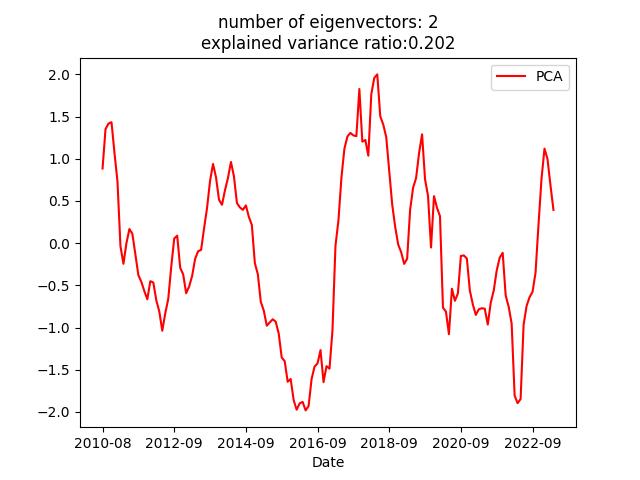 number of eigenvectors: 2
explained variance ratio:0.202
PCA
2.0
1.5
1.0
0.5
0.0
−0.5
−1.0
−1.5
−2.0
2010-08 2012-09 2014-09 2016-09 2018-09 2020-09 2022-09
Date